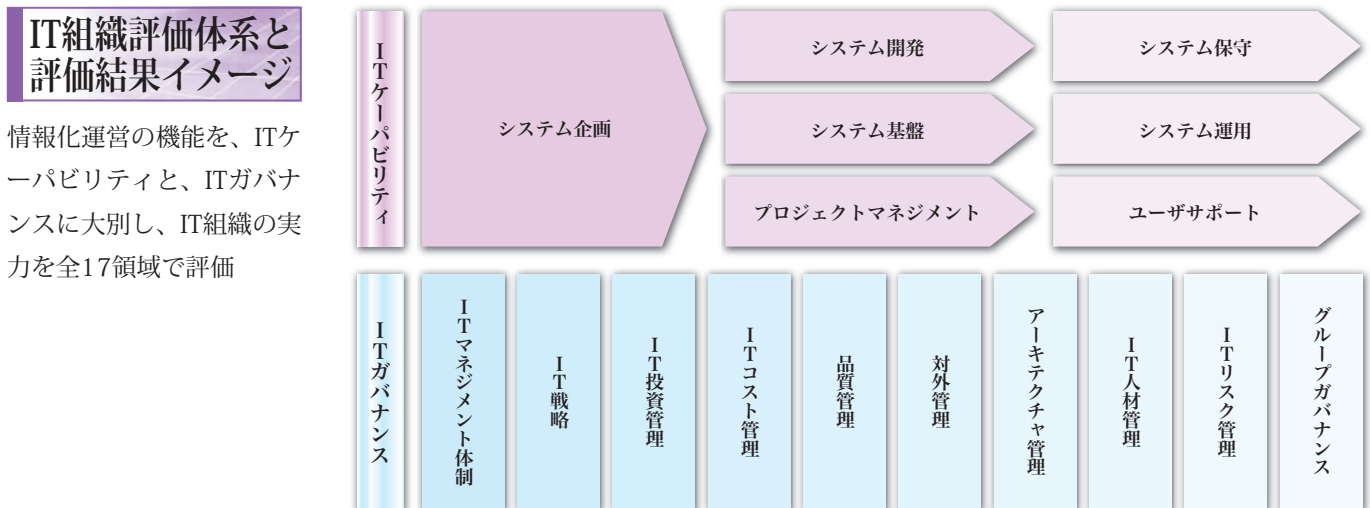 IT組織評価体系と
評価結果イメージ
情報化運営の機能を、ITケ
ーパビリティと、ITガバナ
ンスに大別し、IT組織の実
力を全17領域で評価
ITケーパビリティ
システム企画
システム開発
システム保守
システム基盤
システム運用
プロジェクトマネジメント
ユーザサポート
ITガバナンス
ITマネジメント体制
IT戦略
IT投資管理
ITコスト管理
品質管理
対外管理
アーキテクチャ管理
IT人材管理
ITリスク管理
グループガバナンス